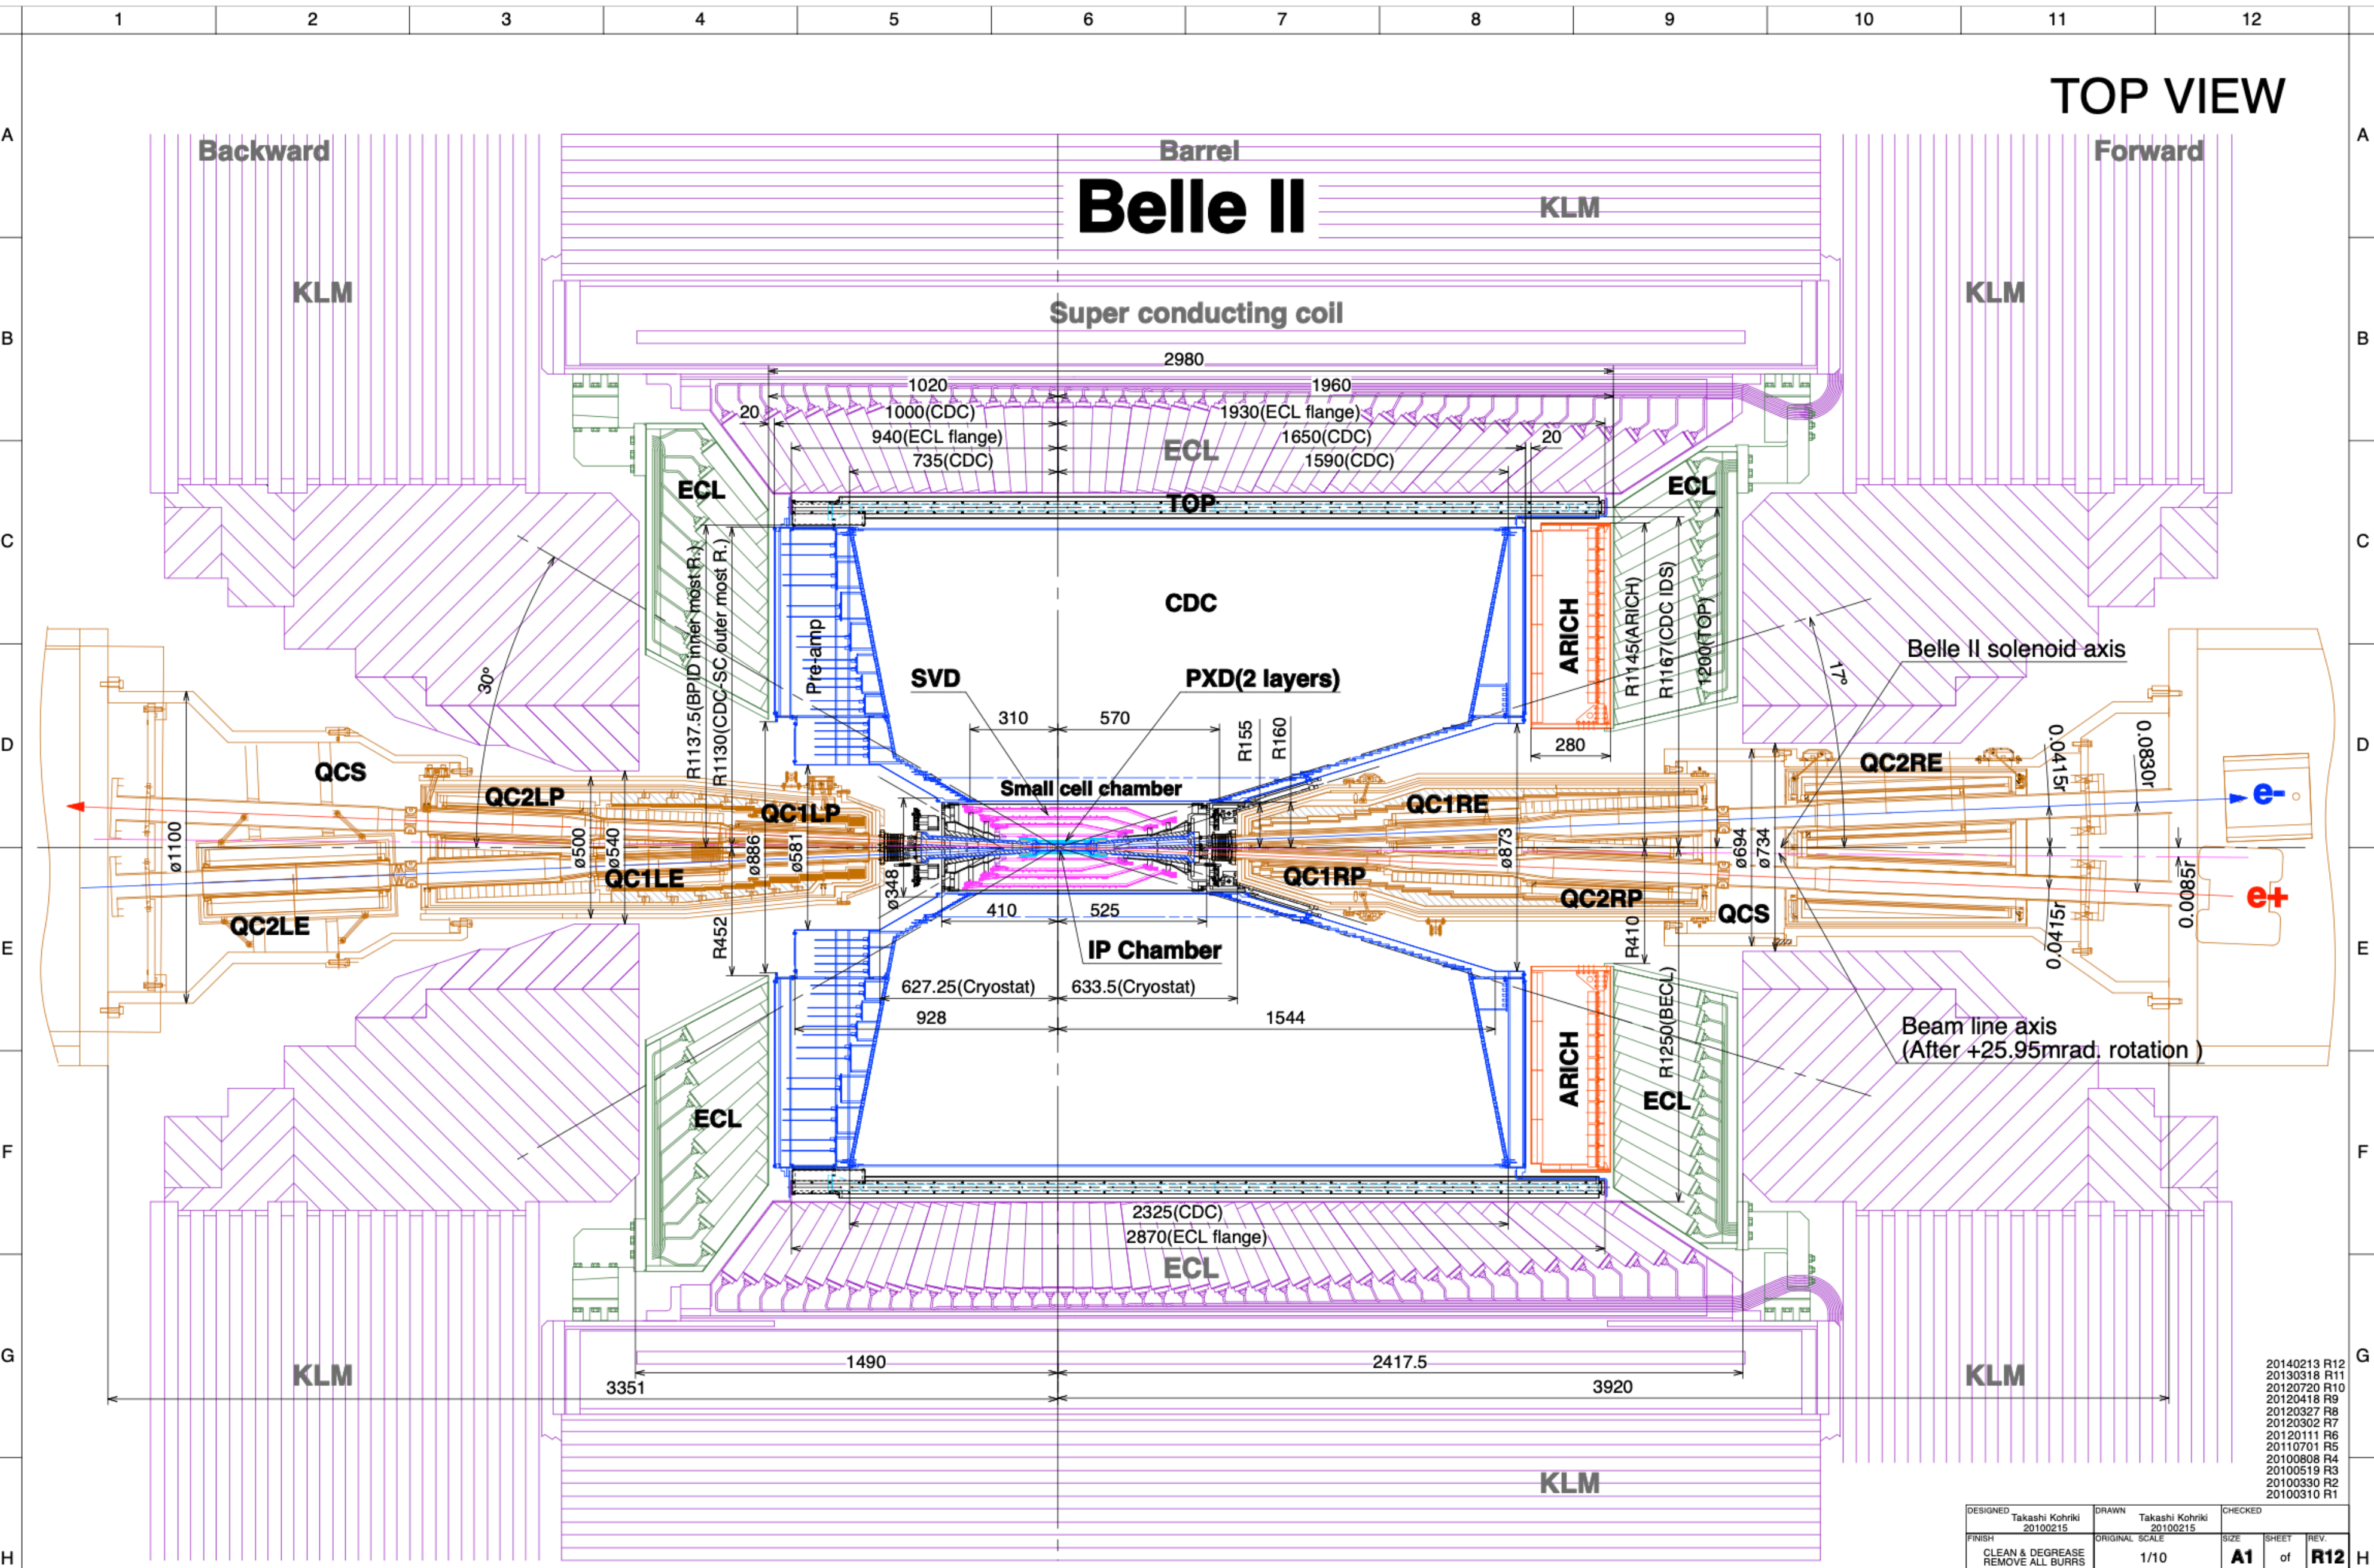 1 2 3 4 5 6 7 8 9 10 11 12
TOP VIEW
A A
Backward Barrel Forward
Belle II
KLM
KLM KLM
Super conducting coil
B B
2980
1020 1960
20 1000(CDC) 1930(ECL flange)
940(ECL flange) ECL 1650(CDC) 20
735(CDC) 1590(CDC)
ECL TOP ECL
C C
R1137.5(BPID inner most R.)
R1130(CDC-SC outer most R.)
CDC
Pre-amp
ARICH
R1145(ARICH)
R1167(CDC IDS)
1200(TOP)
Belle II solenoid axis
30°
17°
SVD PXD(2 layers)
310 570
R155
R160
280
D D
0.0415r
0.0830r
QCS QC2RE
QC2LP Small cell chamber QC1RE e-
QC1LP
ø1100
ø500
ø540
ø886
ø581
ø348
ø873
ø694
ø734
QC1LE QC1RP
QC2RP e+
QC2LE QCS
410 525
R452
R410
0.0415r
0.0085r
E E
IP Chamber
627.25(Cryostat) 633.5(Cryostat)
928 1544
R1250(BECL)
Beam line axis
(After +25.95mrad. rotation )
ARICH
ECL ECL
F F
2325(CDC)
2870(ECL flange)
ECL
G G
1490 2417.5
KLM KLM
3351 3920
20140213 R12
20130318 R11
20120720 R10
20120418 R9
20120327 R8
20120302 R7
20120111 R6
20110701 R5
20100808 R4
20100519 R3
20100330 R2
20100310 R1
KLM
DESIGNED Takashi Kohriki 20100215
DRAWN Takashi Kohriki 20100215
CHECKED
FINISH CLEAN & DEGREASE
REMOVE ALL BURRS
ORIGINAL SCALE 1/10
SIZE A1
SHEET of
REV. R12
H H